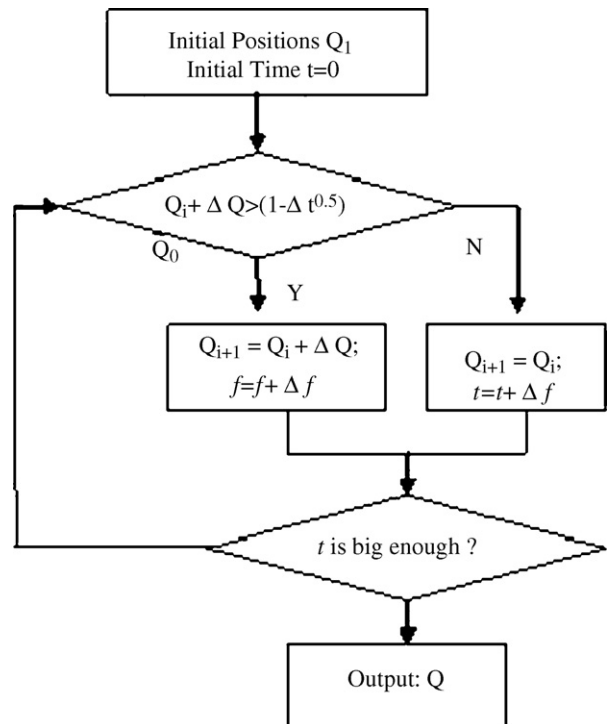 Initial Positions Q₁
Initial Time t=0
Qᵢ+ Δ Q>(1-Δ t⁰·⁵)
Q₀
N
Y
Qᵢ₊₁ = Qᵢ + Δ Q;
f=f+ Δ f
Qᵢ₊₁ = Qᵢ;
t=t+ Δ f
t is big enough ?
Output: Q